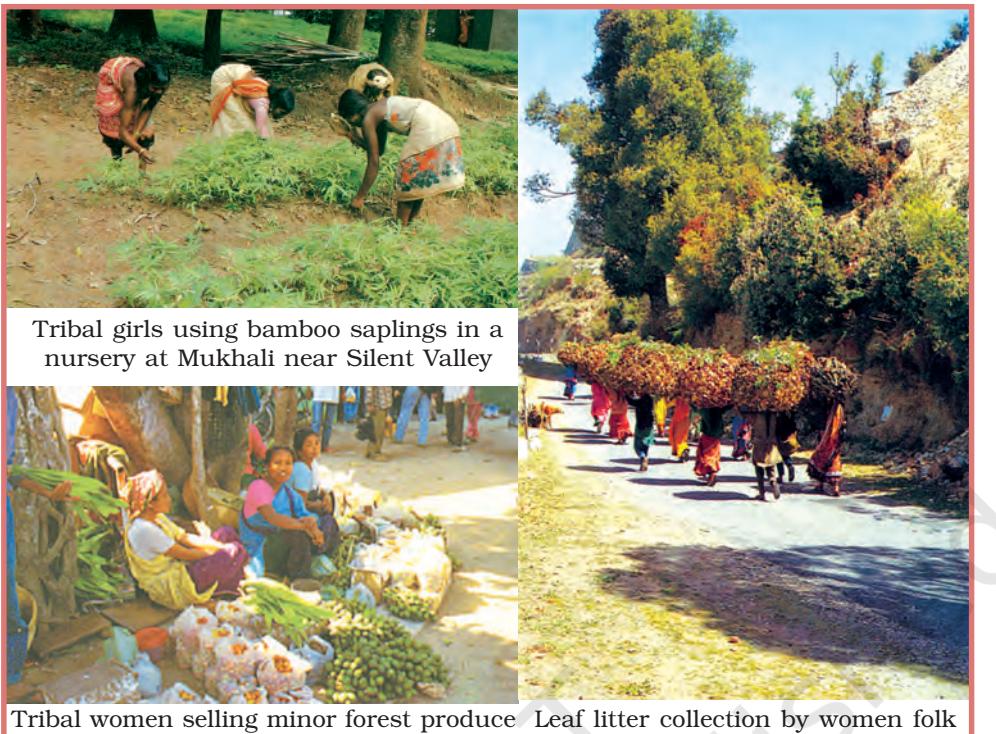 Tribal girls using bamboo saplings in a
nursery at Mukhali near Silent Valley
Tribal women selling minor forest produce
Leaf litter collection by women folk